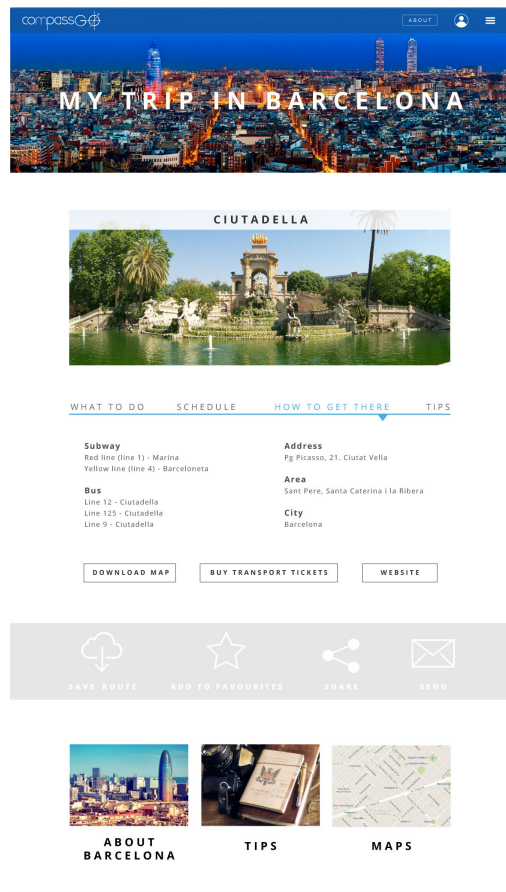 compassGO
ABOUT
MY TRIP IN BARCELONA
CIUTADELLA
WHAT TO DO SCHEDULE HOW TO GET THERE TIPS
Subway
Red line (line 1) - Marina
Yellow line (line 4) - Barceloneta
Bus
Line 12 - Ciutadella
Line 125 - Ciutadella
Line 9 - Ciutadella
Address
Pg Picasso, 21. Ciutat Vella
Area
Sant Pere, Santa Caterina i la Ribera
City
Barcelona
DOWNLOAD MAP BUY TRANSPORT TICKETS WEBSITE
SAVE ROUTE ADD TO FAVOURITES SHARE SEND
ABOUT
BARCELONA
TIPS
MAPS